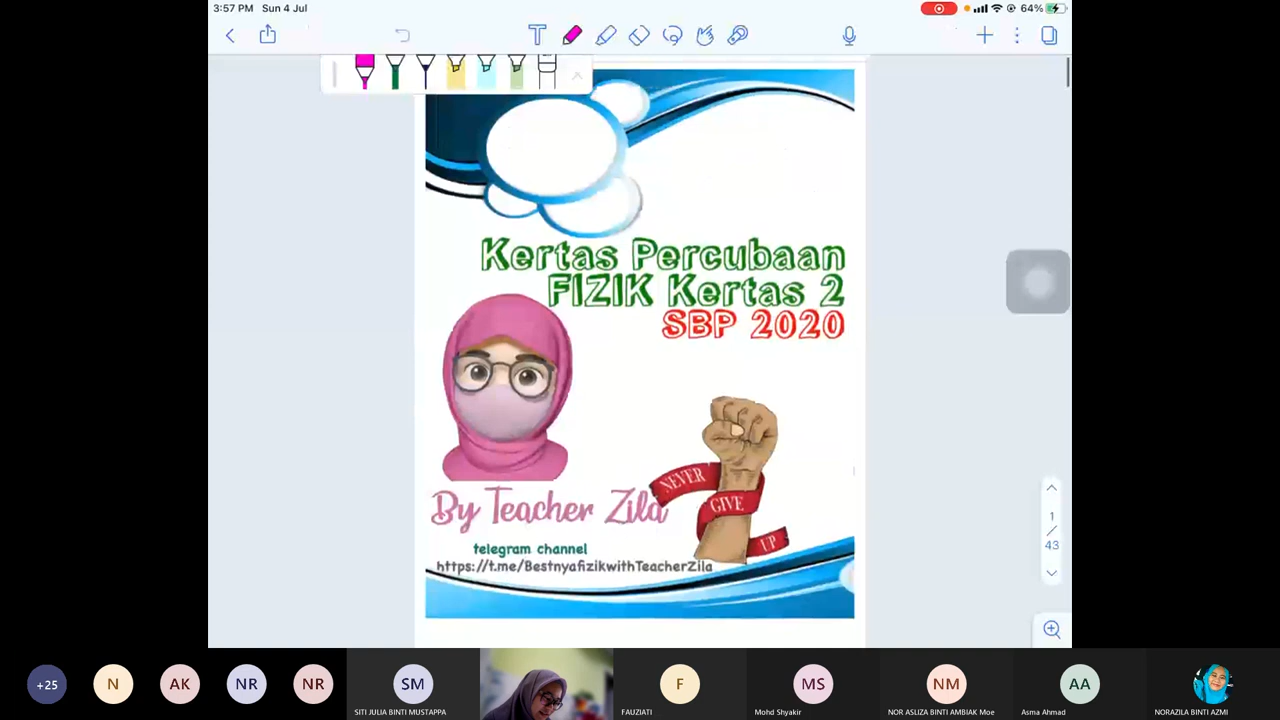 3:57 PM Sun 4 Jul
64%
T
Kertas Percubaan
FIZIK Kertas 2
SBP 2020
NEVER
GIVE
UP
By Teacher Zila
telegram channel
https://t.me/BestnyafizikwithTeacherZila
1
/
43
+25
N
AK
NR
NR
SM
F
MS
NM
AA
SITI JULIA BINTI MUSTAPPA
FAUZIATI
Mohd Shyakir
NOR ASLIZA BINTI AMBIAK Moe
Asma Ahmad
NORAZILA BINTI AZMI